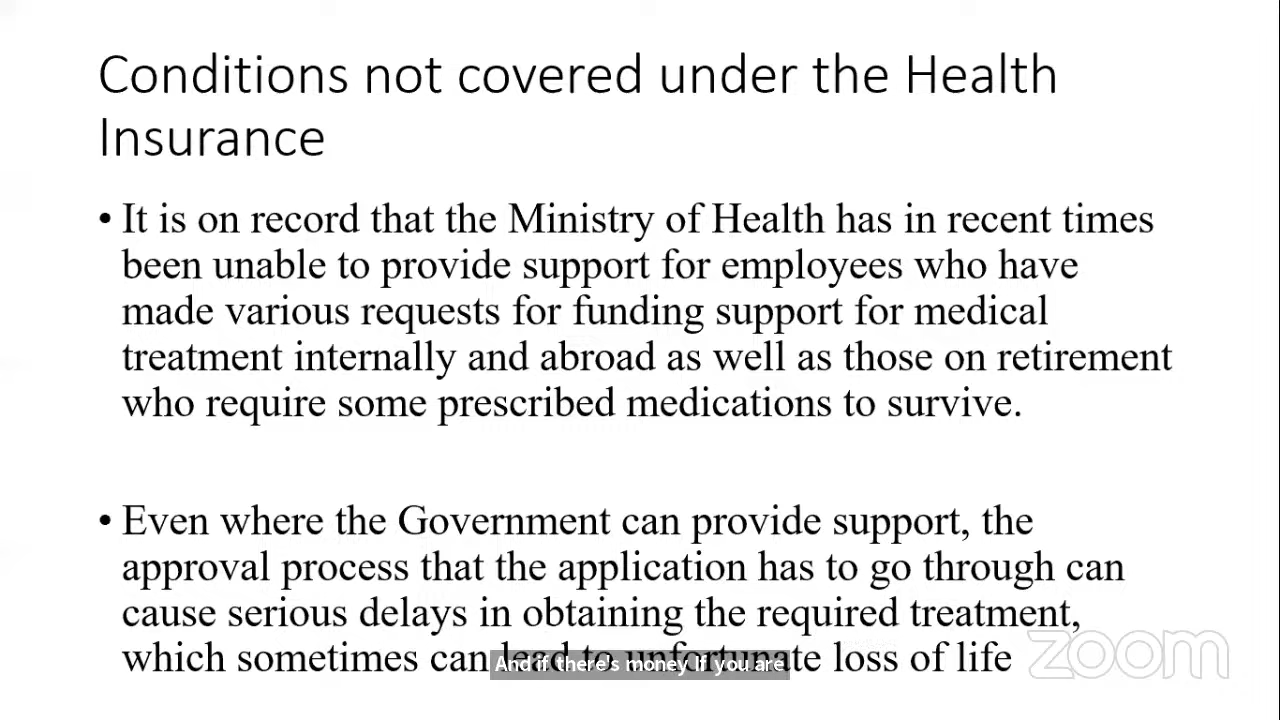 Conditions not covered under the Health
Insurance
• It is on record that the Ministry of Health has in recent times
been unable to provide support for employees who have
made various requests for funding support for medical
treatment internally and abroad as well as those on retirement
who require some prescribed medications to survive.
• Even where the Government can provide support, the
approval process that the application has to go through can
cause serious delays in obtaining the required treatment,
which sometimes can lead to unfortunate loss of life
And if there's money If you are
zoom